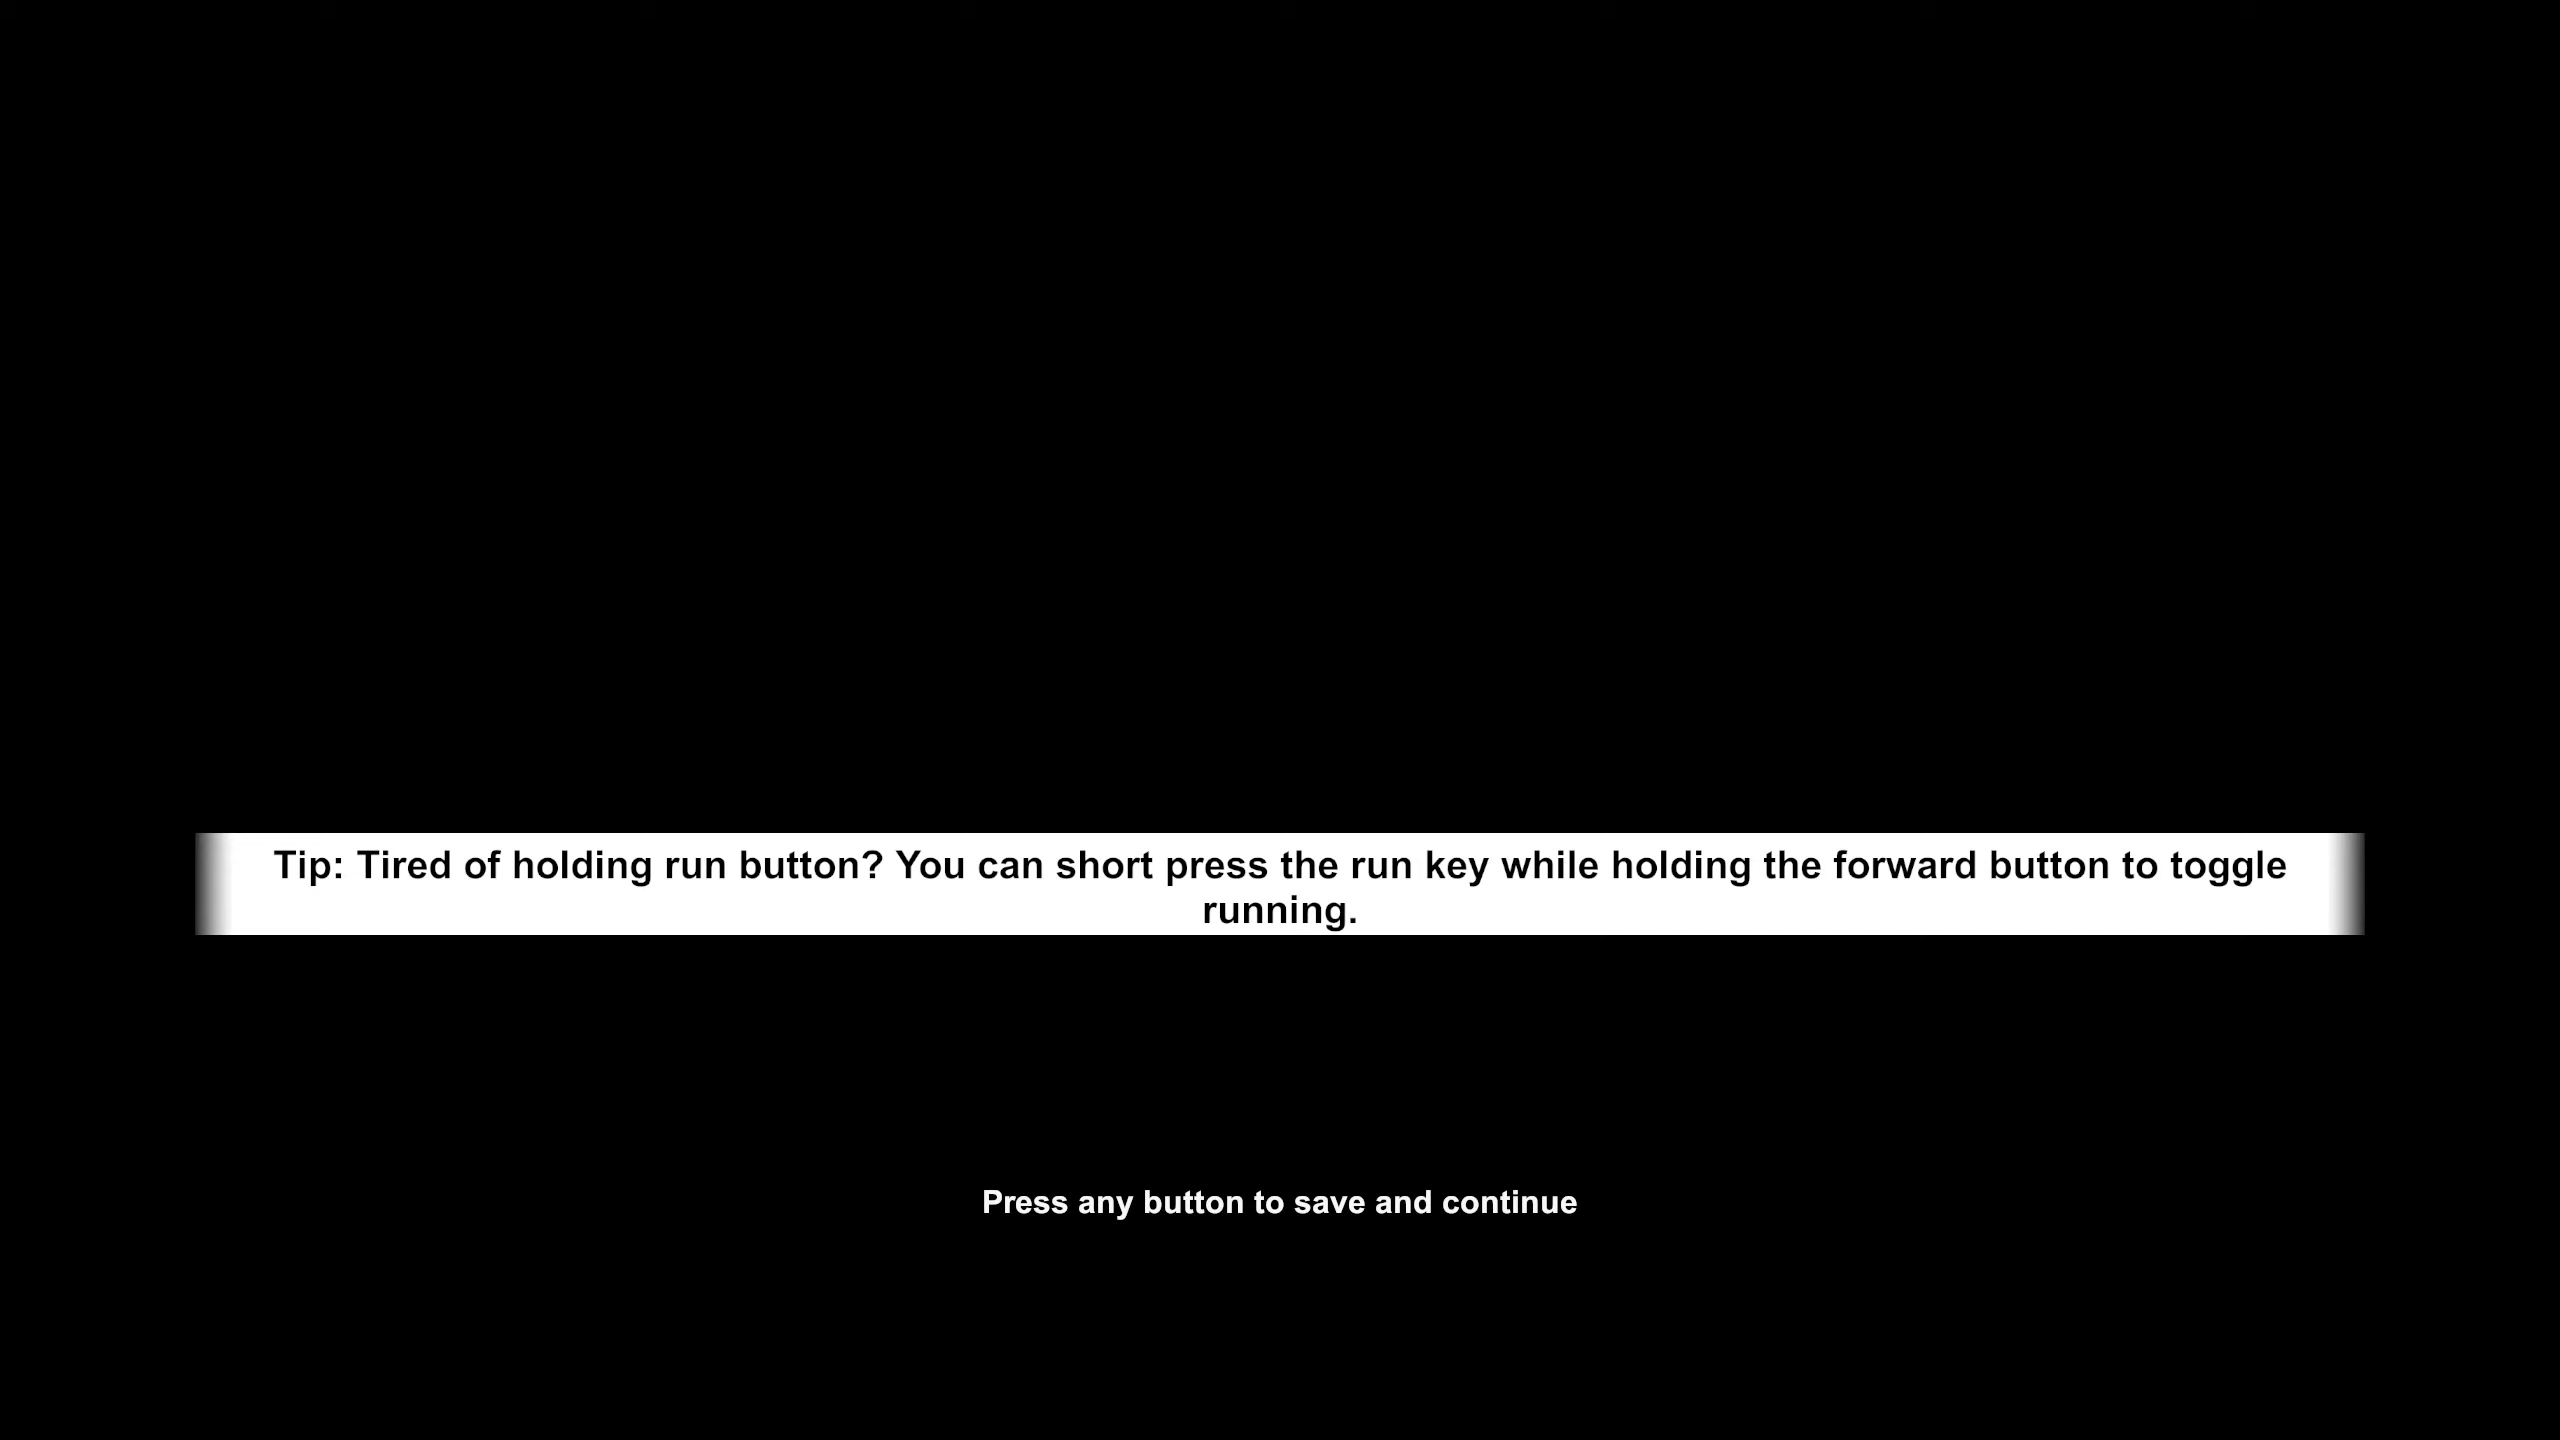 Tip: Tired of holding run button? You can short press the run key while holding the forward button to toggle
running.
Press any button to save and continue